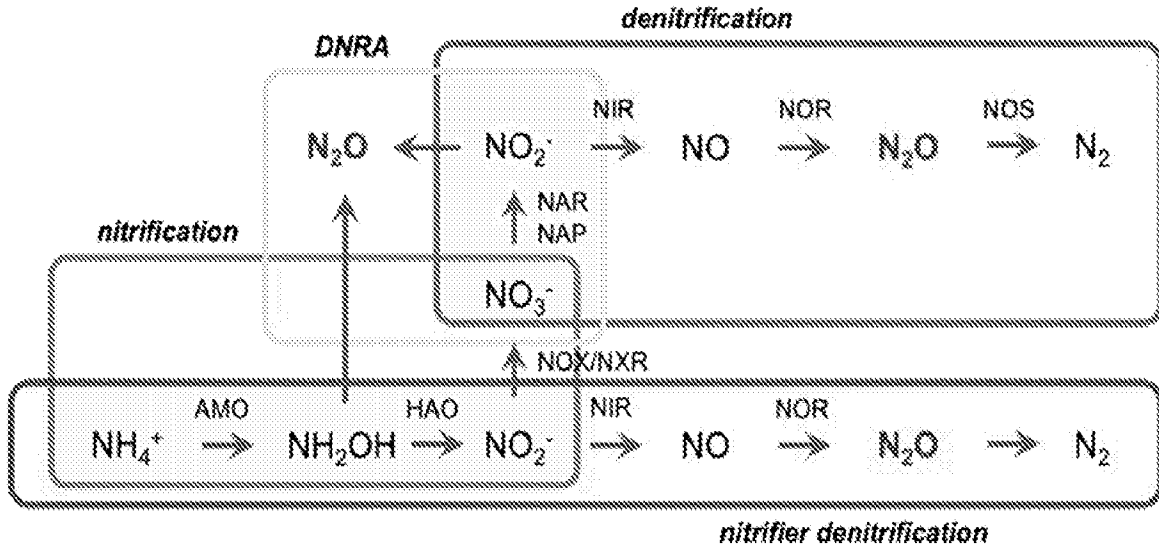 denitrification
DNRA
NIR NOR NOS
N₂O NO₂⁻ NO N₂O N₂
NAR
NAP
nitrification
NO₃⁻
NOX/NXR
AMO HAO NIR NOR
NH₄⁺ NH₂OH NO₂⁻ NO N₂O N₂
nitrifier denitrification